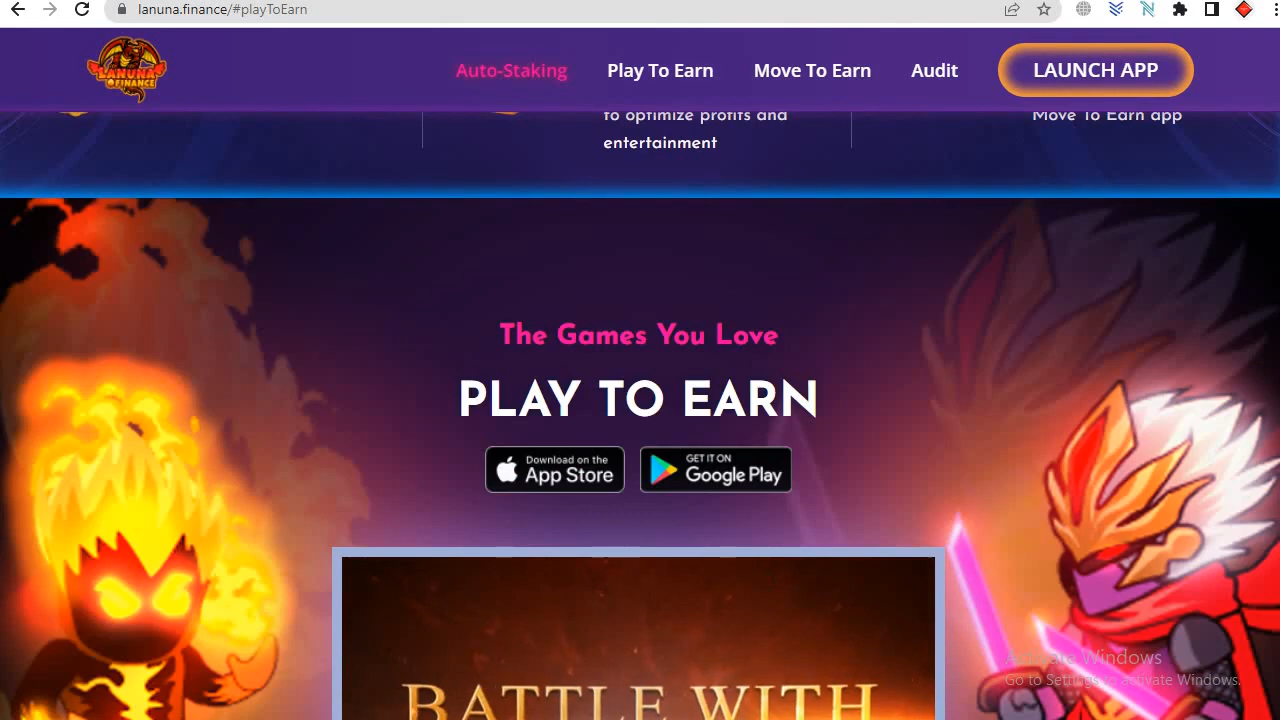 lanuna.finance/#playToEarn
LANUNA
FINANCE
Auto-Staking
Play To Earn
Move To Earn
Audit
LAUNCH APP
to optimize profits and
entertainment
Move To Earn app
The Games You Love
PLAY TO EARN
Download on the
App Store
GET IT ON
Google Play
BATTLE WITH
Activate Windows
Go to Settings to activate Windows.